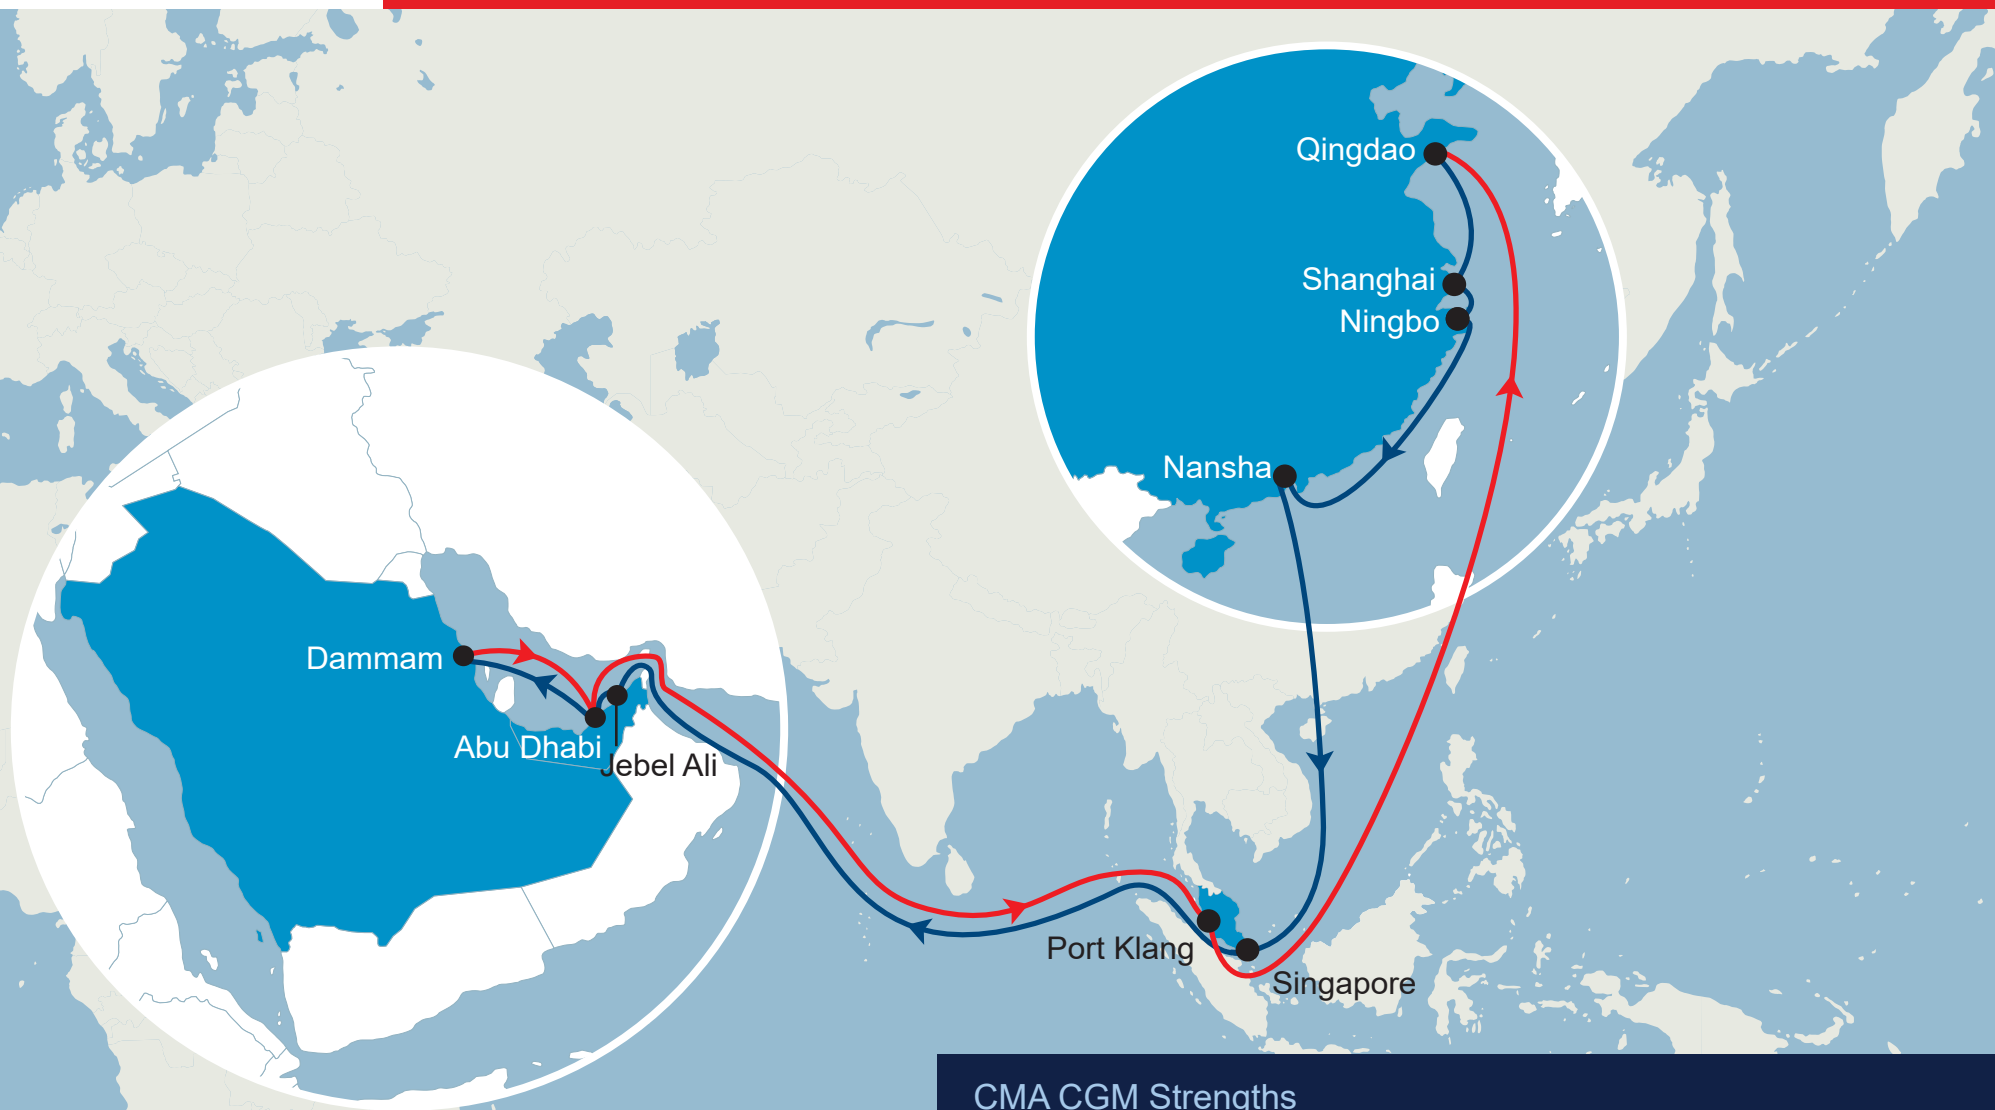 Qingdao
Shanghai
Ningbo
Nansha
Dammam
Abu Dhabi
Jebel Ali
Port Klang
Singapore
CMA CGM Strengths